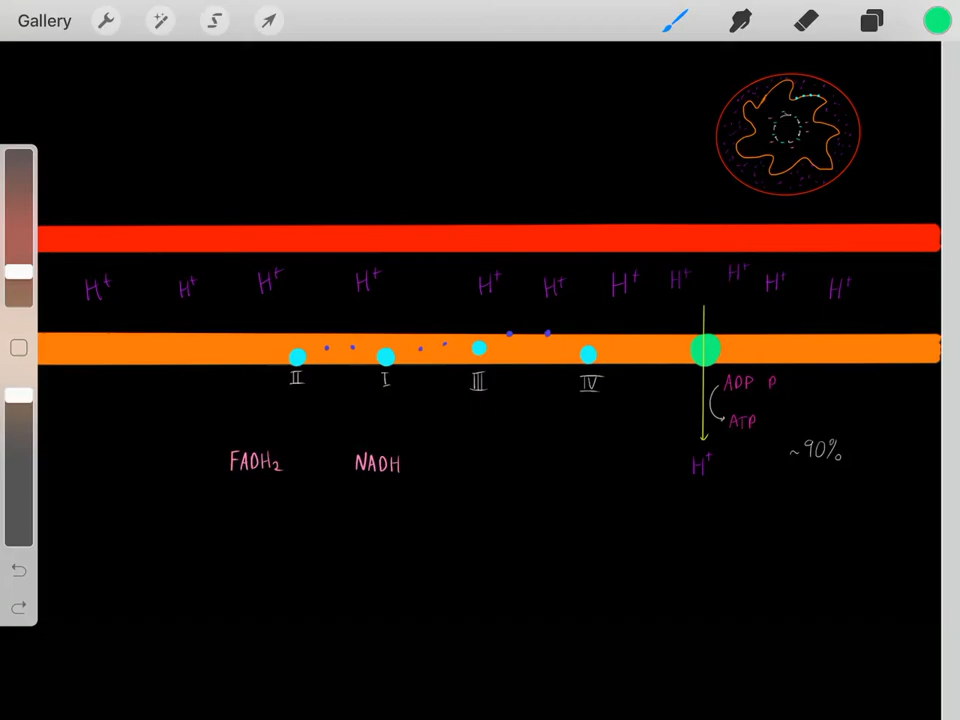 Gallery
H+ H+ H+ H+ H+ H+ H+ H+ H+ H+ H+
II I III IV
ADP P
ATP
~90%
FADH₂ NADH
H+